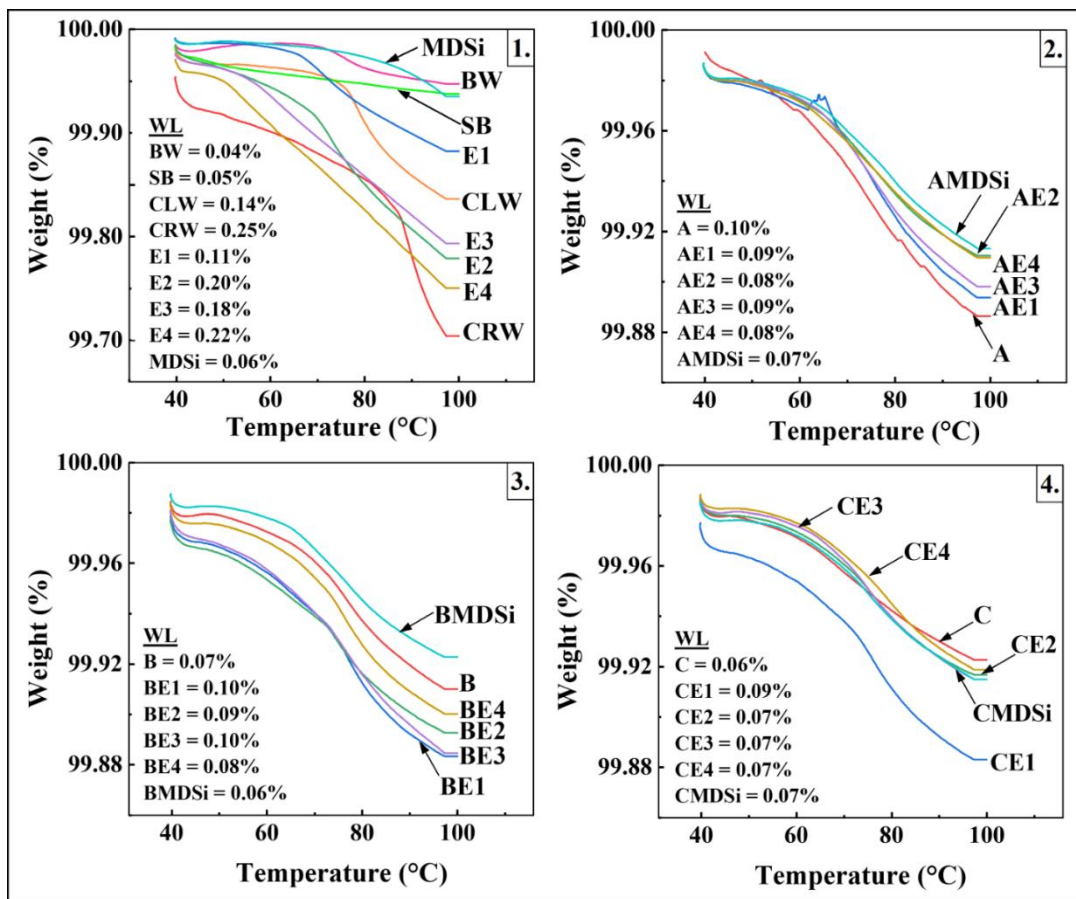 1.
100.00
99.90
99.80
99.70
Weight (%)
40
60
80
100
Temperature (°C)
MDSi
BW
SB
E1
CLW
E3
E2
E4
CRW
WL
BW = 0.04%
SB = 0.05%
CLW = 0.14%
CRW = 0.25%
E1 = 0.11%
E2 = 0.20%
E3 = 0.18%
E4 = 0.22%
MDSi = 0.06%
2.
100.00
99.96
99.92
99.88
Weight (%)
40
60
80
100
Temperature (°C)
AMDSi
AE2
AE4
AE3
AE1
A
WL
A = 0.10%
AE1 = 0.09%
AE2 = 0.08%
AE3 = 0.09%
AE4 = 0.08%
AMDSi = 0.07%
3.
100.00
99.96
99.92
99.88
Weight (%)
40
60
80
100
Temperature (°C)
BMDSi
B
BE4
BE2
BE3
BE1
WL
B = 0.07%
BE1 = 0.10%
BE2 = 0.09%
BE3 = 0.10%
BE4 = 0.08%
BMDSi = 0.06%
4.
100.00
99.96
99.92
99.88
Weight (%)
40
60
80
100
Temperature (°C)
CE3
CE4
C
CE2
CMDSi
CE1
WL
C = 0.06%
CE1 = 0.09%
CE2 = 0.07%
CE3 = 0.07%
CE4 = 0.07%
CMDSi = 0.07%